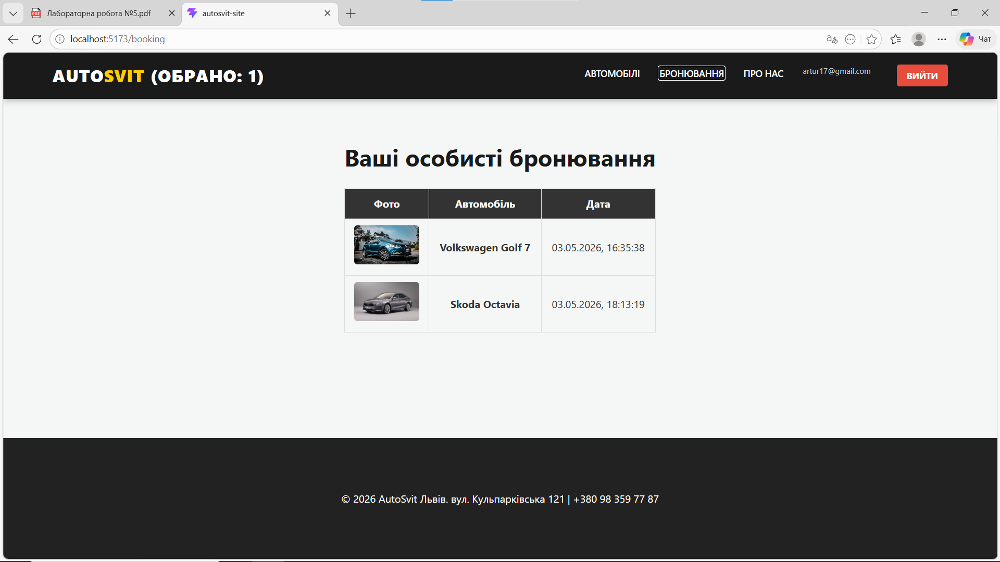 Лабораторна робота №5.pdf
autosvit-site
localhost:5173/booking
Чат
AUTOSVIT (ОБРАНО: 1)
АВТОМОБІЛІ
БРОНЮВАННЯ
ПРО НАС
artur17@gmail.com
ВИЙТИ
Ваші особисті бронювання
Фото Автомобіль Дата
Volkswagen Golf 7 03.05.2026, 16:35:38
Skoda Octavia 03.05.2026, 18:13:19
© 2026 AutoSvit Львів. вул. Кульпарківська 121 | +380 98 359 77 87